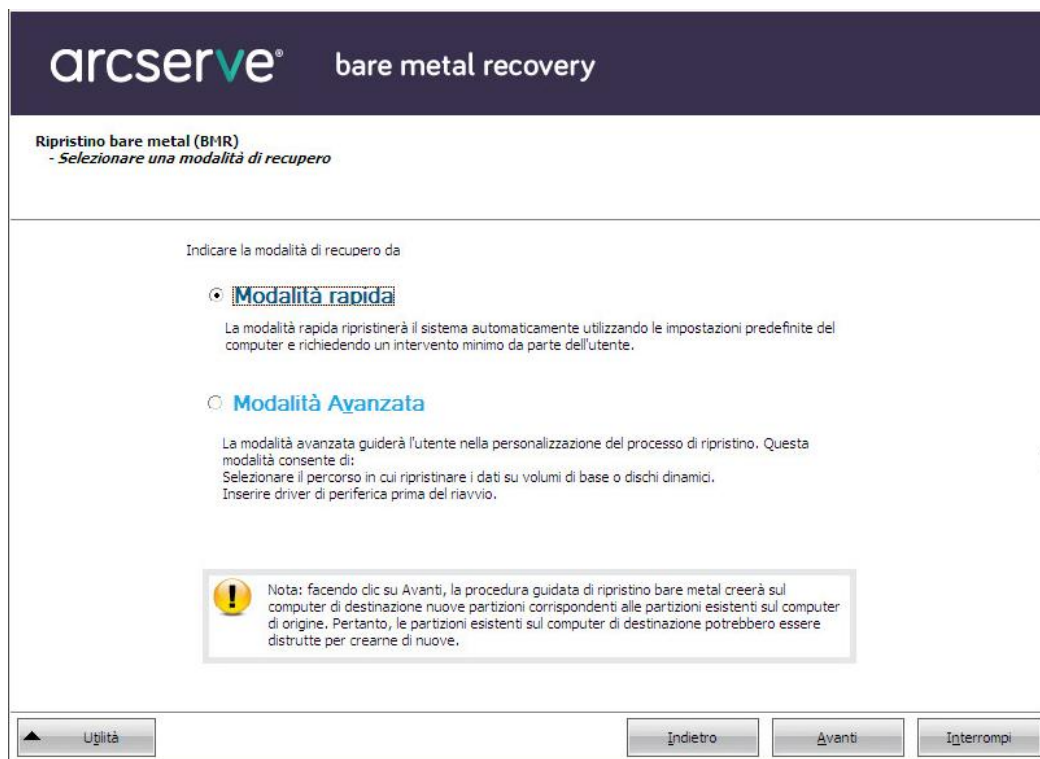 arcserve® bare metal recovery
Ripristino bare metal (BMR)
- Selezionare una modalità di recupero
Indicare la modalità di recupero da
Modalità rapida
La modalità rapida ripristinerà il sistema automaticamente utilizzando le impostazioni predefinite del
computer e richiedendo un intervento minimo da parte dell'utente.
Modalità Avanzata
La modalità avanzata guiderà l'utente nella personalizzazione del processo di ripristino. Questa
modalità consente di:
Selezionare il percorso in cui ripristinare i dati su volumi di base o dischi dinamici.
Inserire driver di periferica prima del riavvio.
Nota: facendo clic su Avanti, la procedura guidata di ripristino bare metal creerà sul
computer di destinazione nuove partizioni corrispondenti alle partizioni esistenti sul computer
di origine. Pertanto, le partizioni esistenti sul computer di destinazione potrebbero essere
distrutte per crearne di nuove.
Utilità Indietro Avanti Interrompi